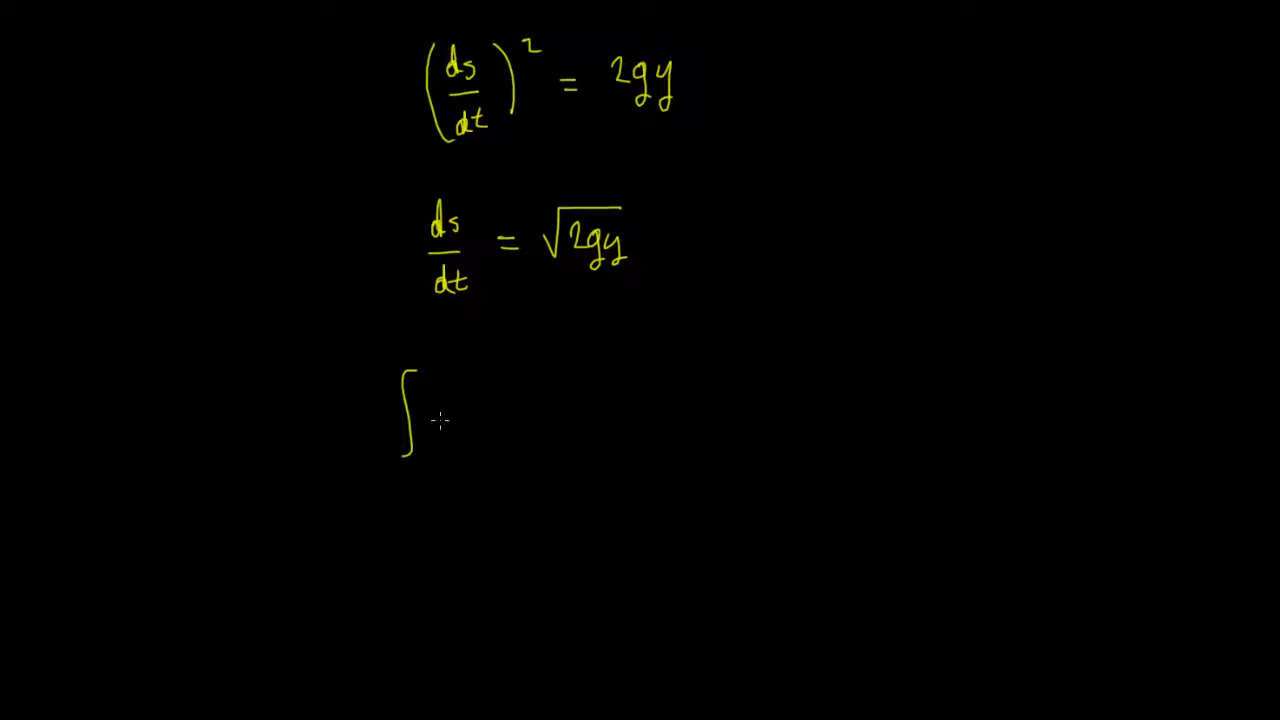 (ds/dt)² = 2gy
ds/dt = √2gy
∫